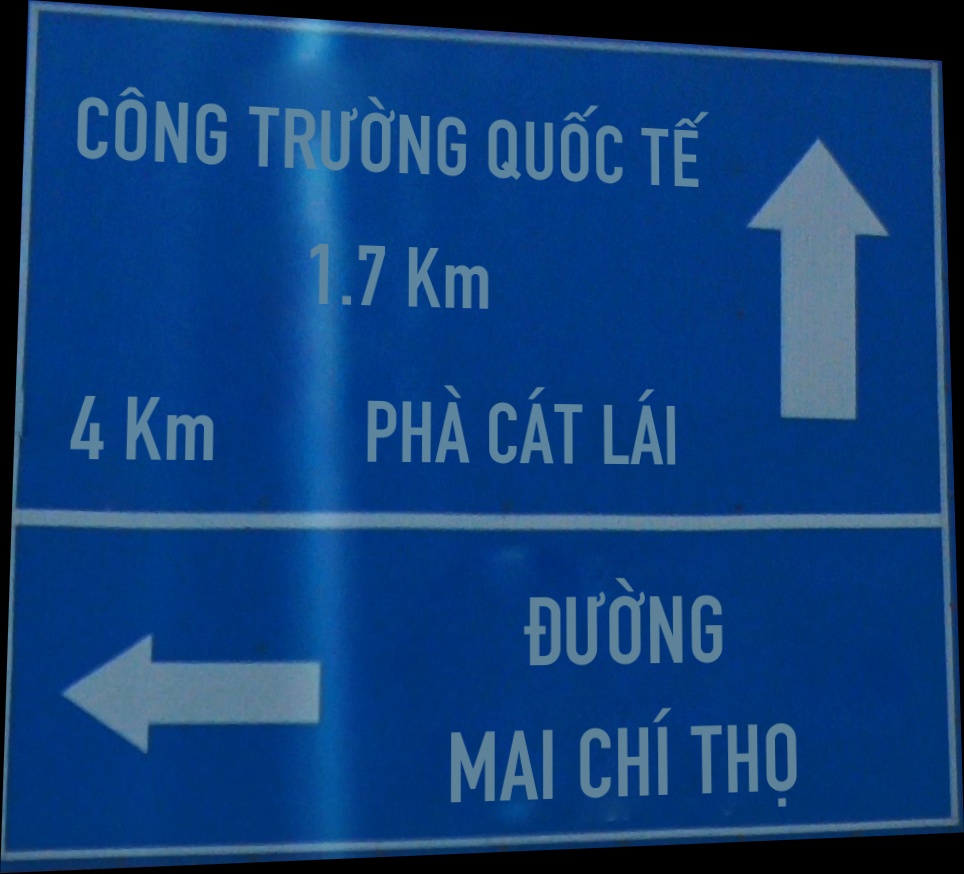 CÔNG TRƯỜNG QUỐC TẾ
1.7 Km
4 Km PHÀ CÁT LÁI
ĐƯỜNG
MAI CHÍ THỌ